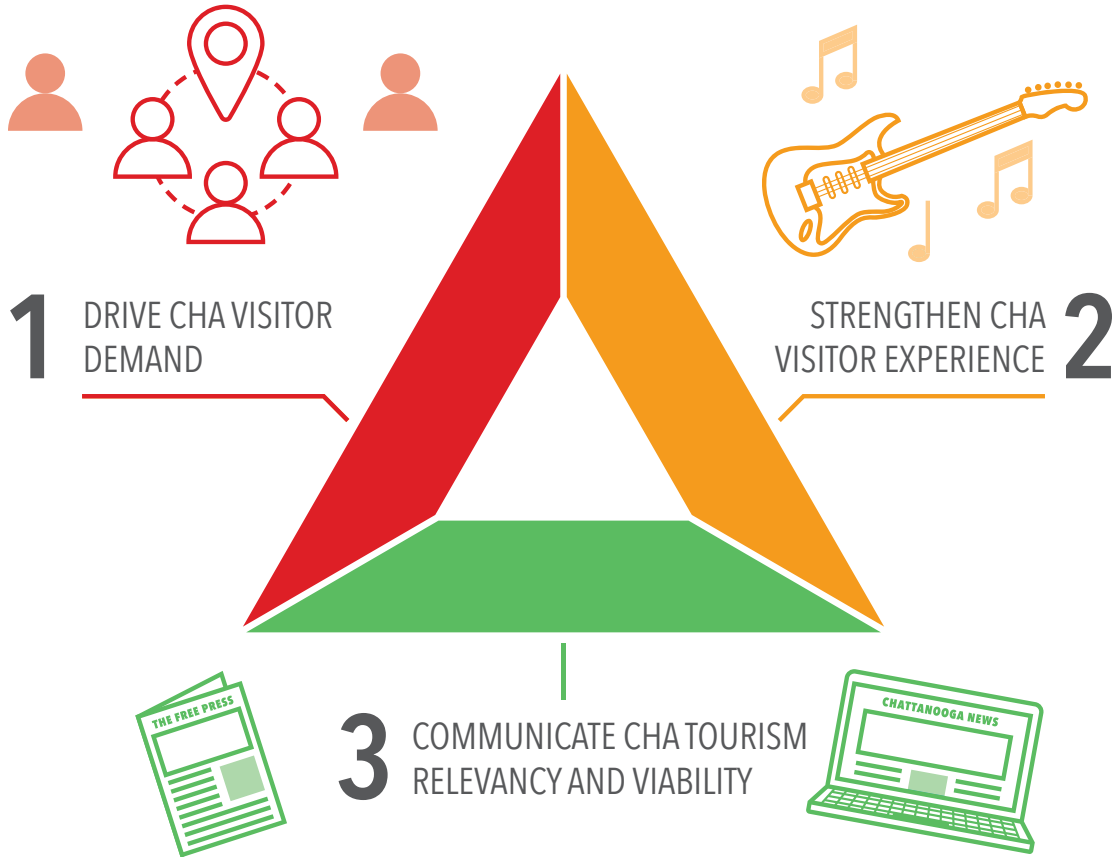 1
DRIVE CHA VISITOR
DEMAND
STRENGTHEN CHA
VISITOR EXPERIENCE
2
3
COMMUNICATE CHA TOURISM
RELEVANCY AND VIABILITY
THE FREE PRESS
CHATTANOOGA NEWS